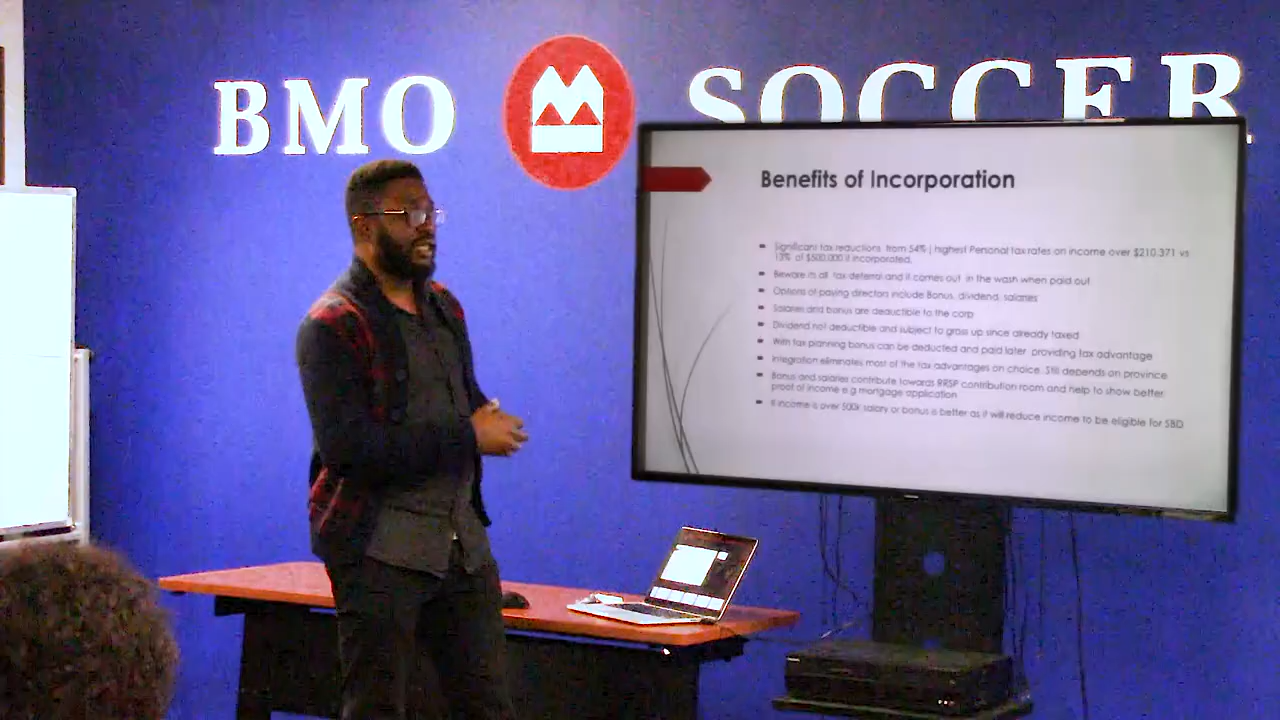 BMO SOCCER
Benefits of Incorporation
Significant tax reductions from 54% ( highest Personal tax rates on income over $210,371 vs
13% of $500,000 if incorporated.
Beware its all tax deferral and it comes out in the wash when paid out
Options of paying directors include Bonus, dividend, salaries
Salaries and bonus are deductible to the corp
Dividend not deductible and subject to gross up since already taxed
With tax planning bonus can be deducted and paid later providing tax advantage
Integration eliminates most of the tax advantages on choice. Still depends on province
Bonus and salaries contribute towards RRSP contribution room and help to show better
proof of income e.g mortgage application
If income is over 500k salary or bonus is better as it will reduce income to be eligible for SBD